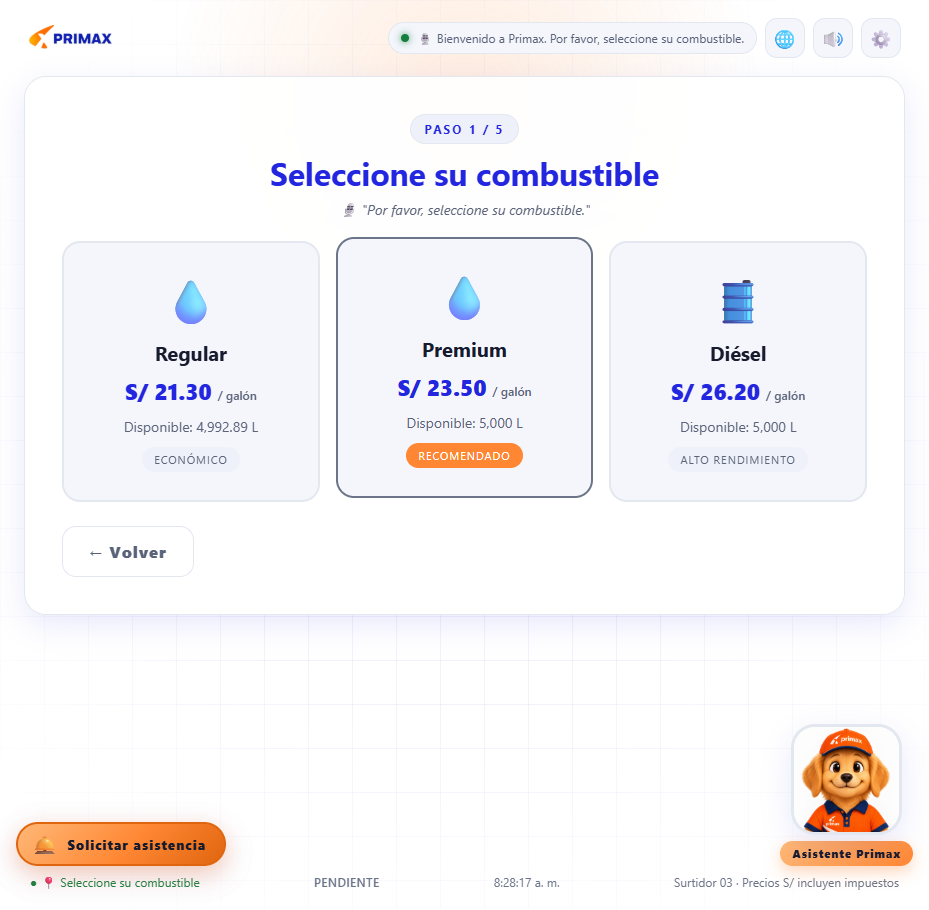 PRIMAX
Bienvenido a Primax. Por favor, seleccione su combustible.
PASO 1 / 5
Seleccione su combustible
"Por favor, seleccione su combustible."
Regular
S/ 21.30 / galón
Disponible: 4,992.89 L
ECONÓMICO
Premium
S/ 23.50 / galón
Disponible: 5,000 L
RECOMENDADO
Diésel
S/ 26.20 / galón
Disponible: 5,000 L
ALTO RENDIMIENTO
← Volver
primax
Solicitar asistencia
Asistente Primax
Seleccione su combustible
PENDIENTE
8:28:17 a. m.
Surtidor 03 · Precios S/ incluyen impuestos